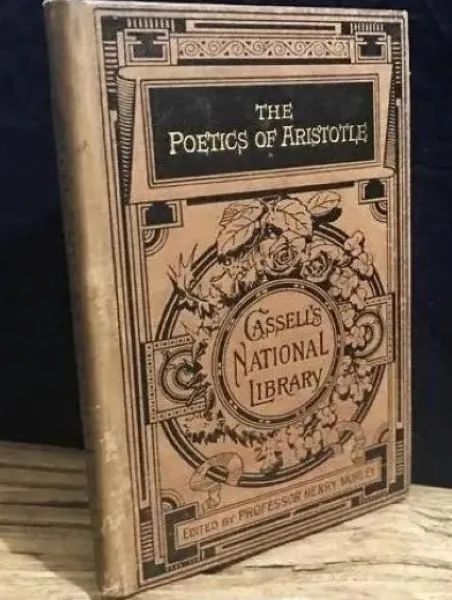 THE
POETICS OF ARISTOTLE
CASSELL'S
NATIONAL
LIBRARY
EDITED BY PROFESSOR HENRY MORLEY